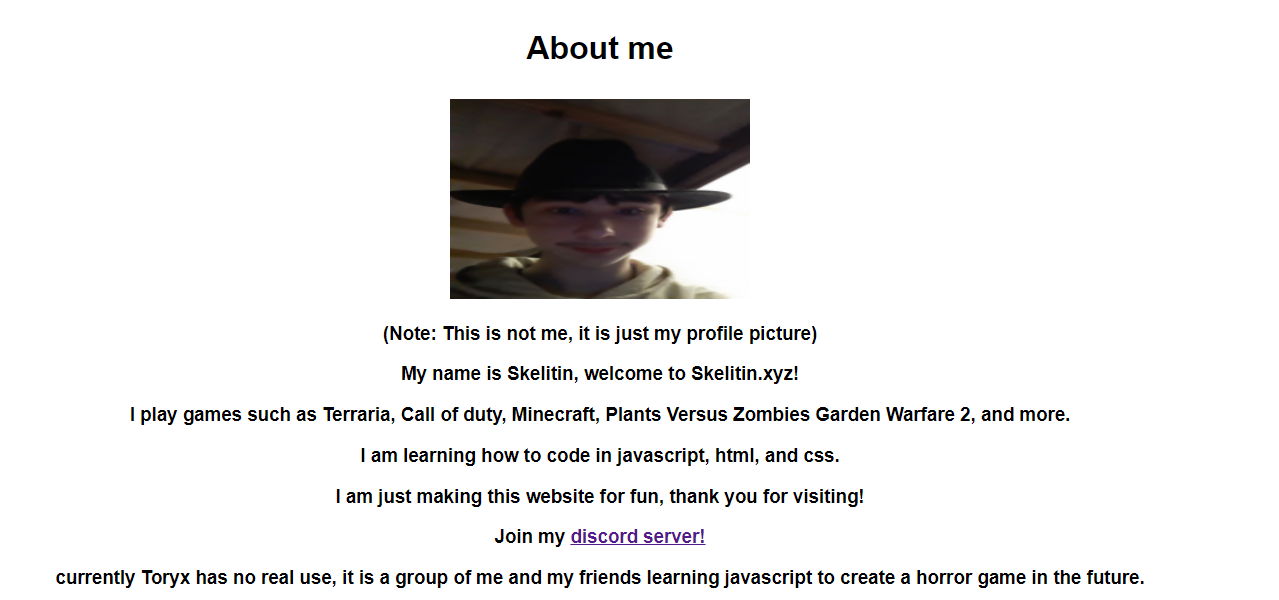 About me
(Note: This is not me, it is just my profile picture)
My name is Skelitin, welcome to Skelitin.xyz!
I play games such as Terraria, Call of duty, Minecraft, Plants Versus Zombies Garden Warfare 2, and more.
I am learning how to code in javascript, html, and css.
I am just making this website for fun, thank you for visiting!
Join my discord server!
currently Toryx has no real use, it is a group of me and my friends learning javascript to create a horror game in the future.